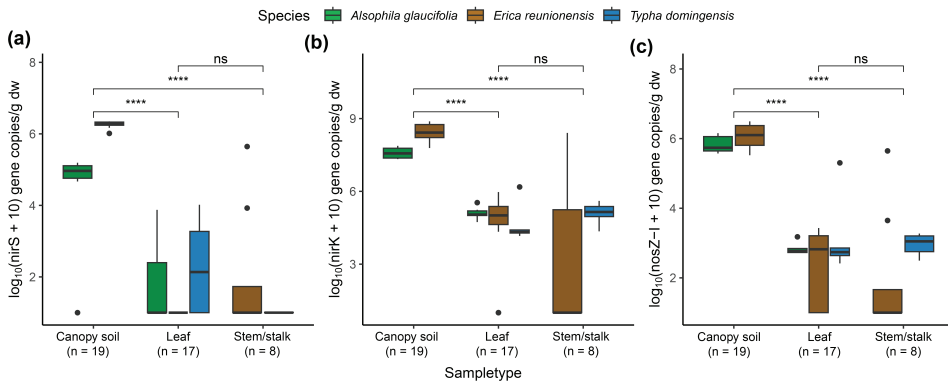 Species Alsophila glaucifolia Erica reunionensis Typha domingensis
(a)
log10(nirS + 10) gene copies/g dw
8
6
4
2
ns
****
****
Canopy soil Leaf Stem/stalk
(n = 19) (n = 17) (n = 8)
(b)
log10(nirK + 10) gene copies/g dw
9
6
3
ns
****
****
Canopy soil Leaf Stem/stalk
(n = 19) (n = 17) (n = 8)
(c)
log10(nosZ−I + 10) gene copies/g dw
8
6
4
2
ns
****
****
Canopy soil Leaf Stem/stalk
(n = 19) (n = 17) (n = 8)
Sampletype